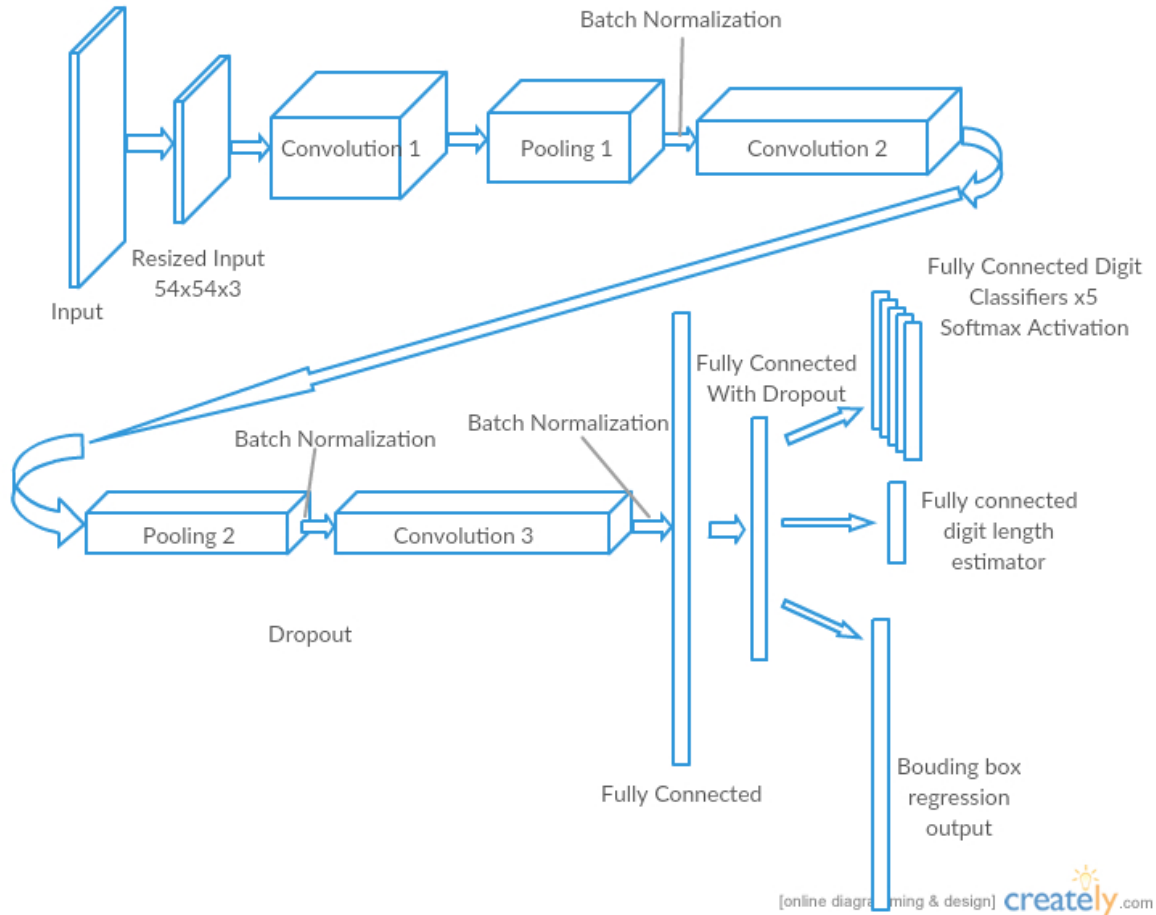 Batch Normalization
Convolution 1
Pooling 1
Convolution 2
Resized Input
54x54x3
Input
Fully Connected Digit
Classifiers x5
Softmax Activation
Fully Connected
With Dropout
Batch Normalization
Batch Normalization
Fully connected
digit length
estimator
Pooling 2
Convolution 3
Dropout
Fully Connected
Bouding box
regression
output
[online & design]
creately.com